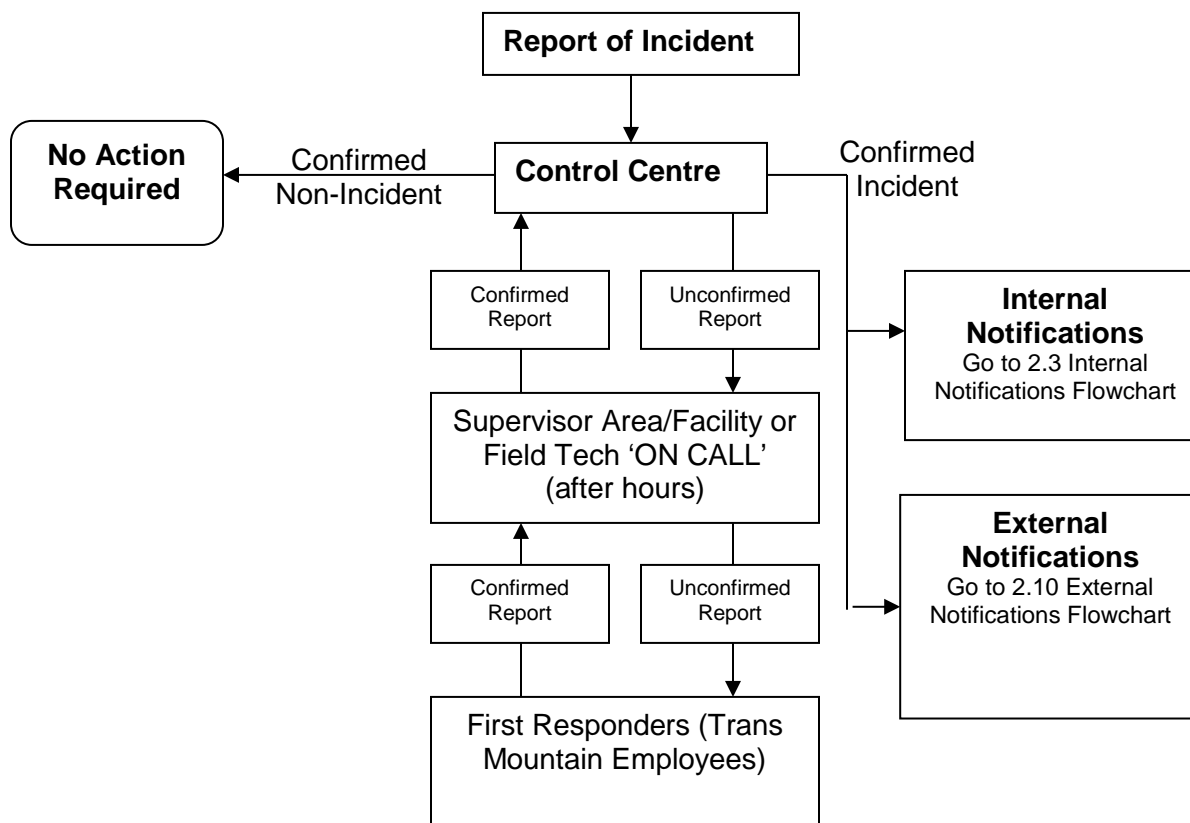 Report of Incident
No Action
Required
Confirmed
Non-Incident
Control Centre
Confirmed
Incident
Confirmed
Report
Unconfirmed
Report
Internal
Notifications
Go to 2.3 Internal
Notifications Flowchart
Supervisor Area/Facility or
Field Tech ‘ON CALL’
(after hours)
External
Notifications
Go to 2.10 External
Notifications Flowchart
Confirmed
Report
Unconfirmed
Report
First Responders (Trans
Mountain Employees)